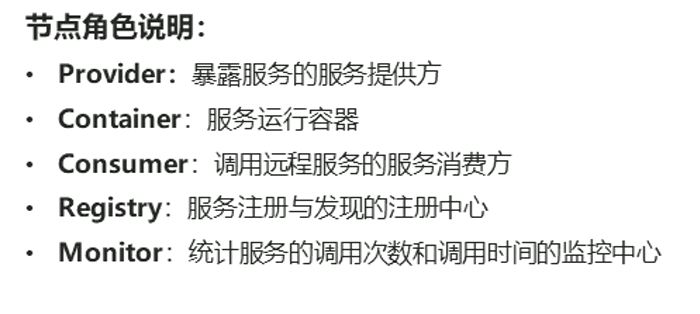 节点角色说明：
• Provider：暴露服务的服务提供方
• Container：服务运行容器
• Consumer：调用远程服务的服务消费方
• Registry：服务注册与发现的注册中心
• Monitor：统计服务的调用次数和调用时间的监控中心